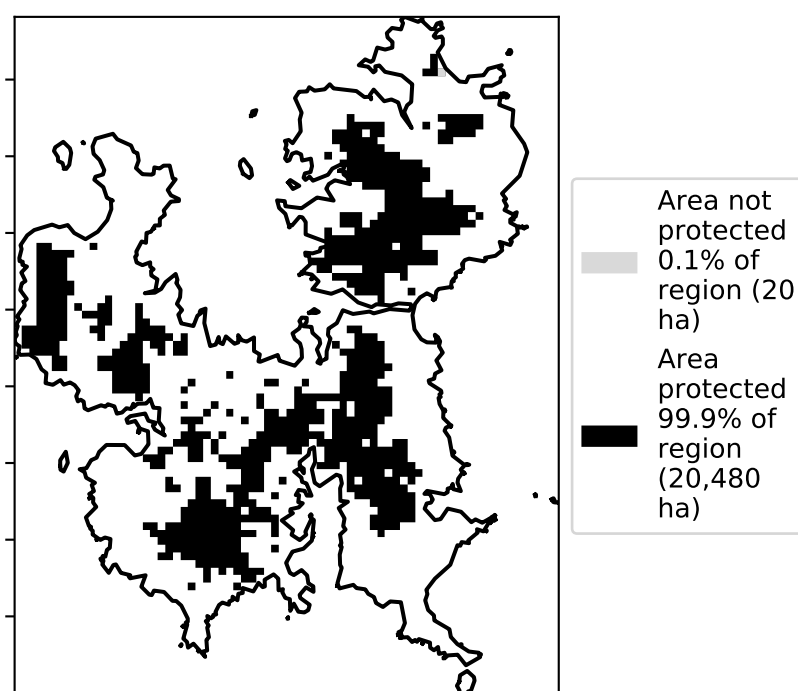 Area not
protected
0.1% of
region (20
ha)
Area
protected
99.9% of
region
(20,480
ha)